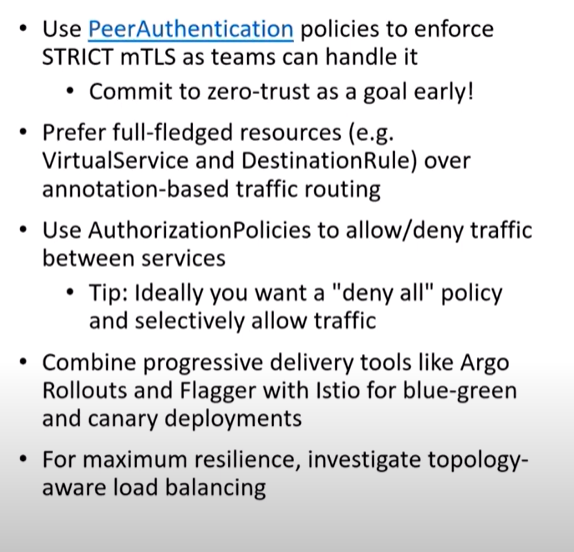 • Use PeerAuthentication policies to enforce
STRICT mTLS as teams can handle it
• Commit to zero-trust as a goal early!
• Prefer full-fledged resources (e.g.
VirtualService and DestinationRule) over
annotation-based traffic routing
• Use AuthorizationPolicies to allow/deny traffic
between services
• Tip: Ideally you want a "deny all" policy
and selectively allow traffic
• Combine progressive delivery tools like Argo
Rollouts and Flagger with Istio for blue-green
and canary deployments
• For maximum resilience, investigate topology-
aware load balancing